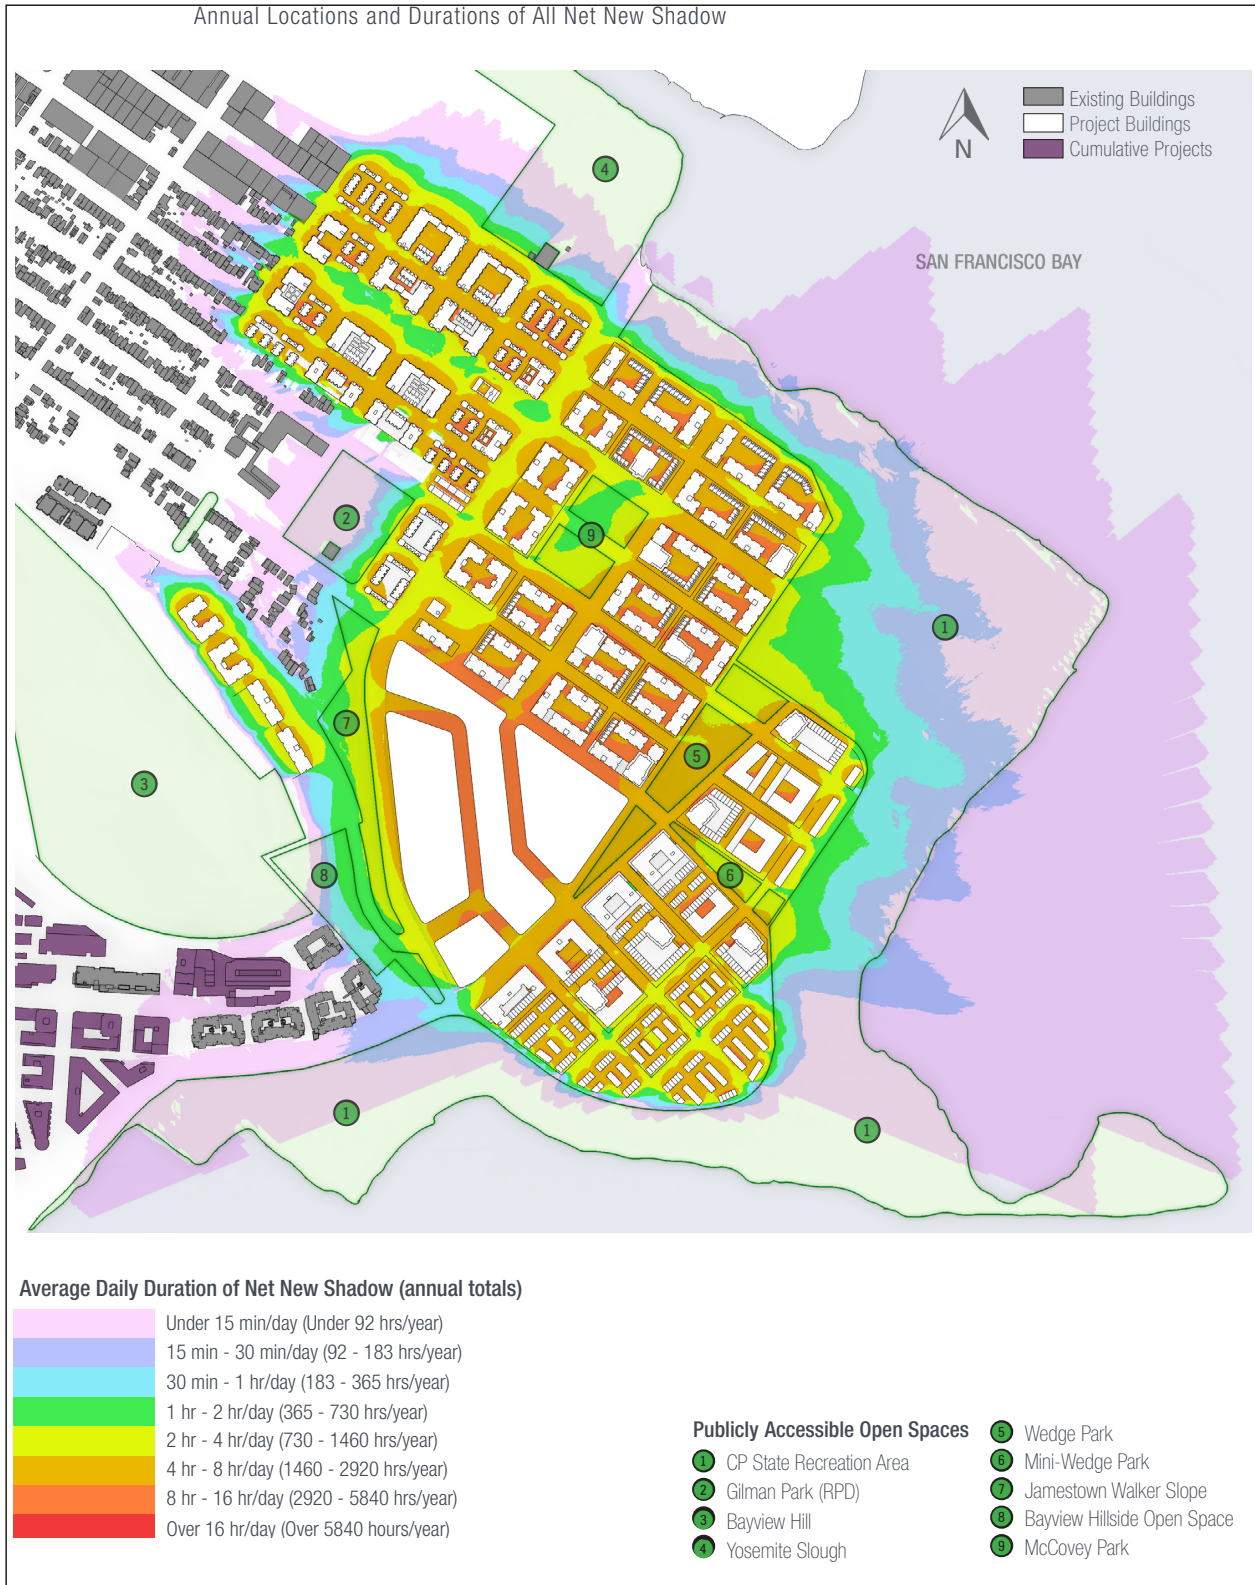 Annual Locations and Durations of All Net New Shadow
Existing Buildings
Project Buildings
Cumulative Projects
N
SAN FRANCISCO BAY
4
2
9
1
7
5
3
8
6
1
1
Average Daily Duration of Net New Shadow (annual totals)
Under 15 min/day (Under 92 hrs/year)
15 min - 30 min/day (92 - 183 hrs/year)
30 min - 1 hr/day (183 - 365 hrs/year)
1 hr - 2 hr/day (365 - 730 hrs/year)
2 hr - 4 hr/day (730 - 1460 hrs/year)
4 hr - 8 hr/day (1460 - 2920 hrs/year)
8 hr - 16 hr/day (2920 - 5840 hrs/year)
Over 16 hr/day (Over 5840 hours/year)
Publicly Accessible Open Spaces
1 CP State Recreation Area
2 Gilman Park (RPD)
3 Bayview Hill
4 Yosemite Slough
5 Wedge Park
6 Mini-Wedge Park
7 Jamestown Walker Slope
8 Bayview Hillside Open Space
9 McCovey Park